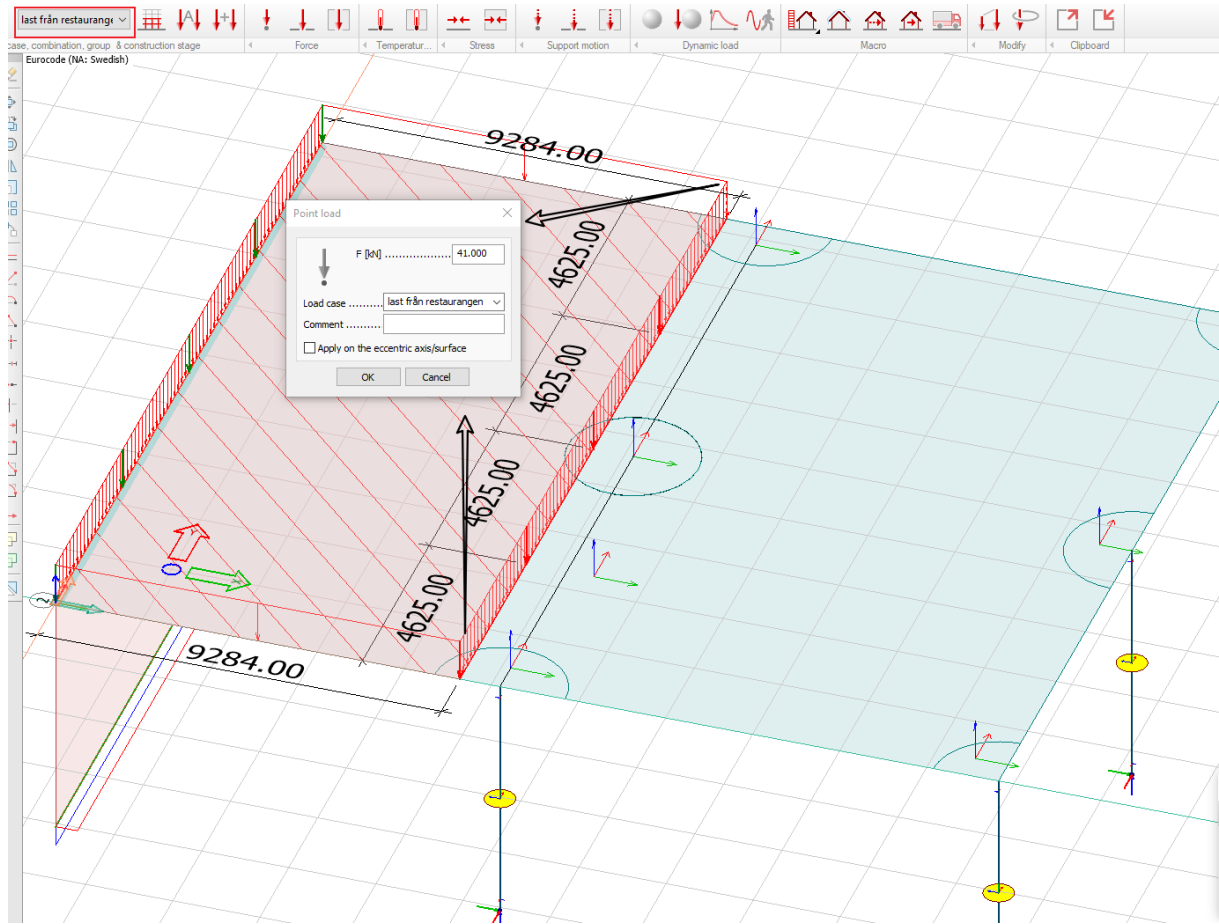 last från restaurange
case, combination, group & construction stage
Force
Temperatur...
Stress
Support motion
Dynamic load
Macro
Modify
Clipboard
Eurocode (NA: Swedish)
9284.00
Point load
F [kN] ...................
41.000
Load case ..........
last från restaurangen
Comment ..........
Apply on the eccentric axis/surface
OK
Cancel
4625.00
4625.00
4625.00
4625.00
9284.00
2